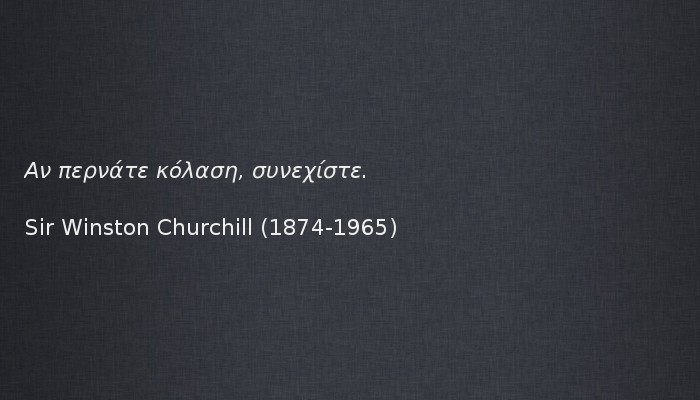 Αν περνάτε κόλαση, συνεχίστε.
Sir Winston Churchill (1874-1965)